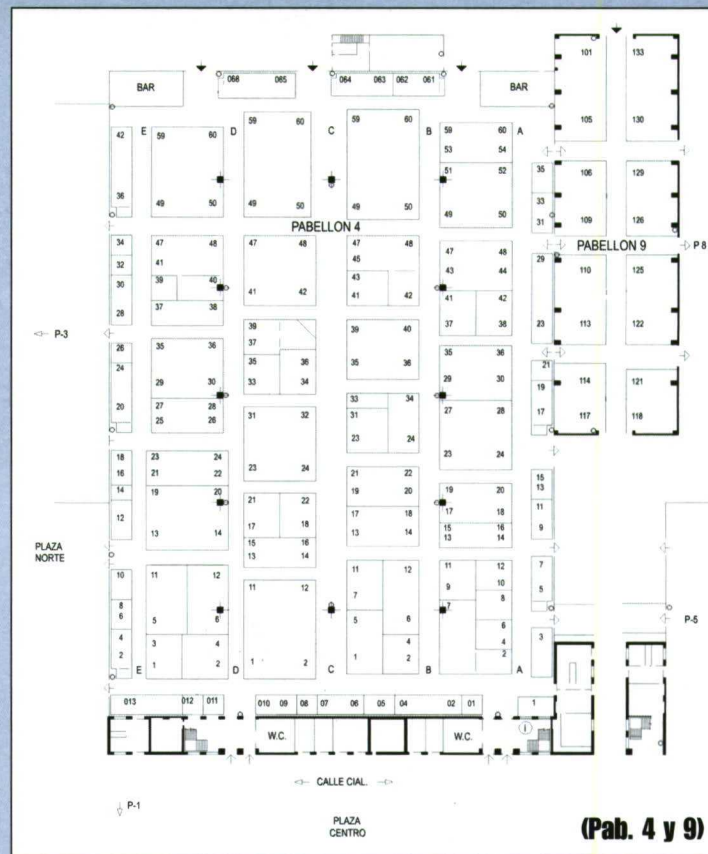 101 133
BAR 066 065 064 063 062 061 BAR
105 130
E D C B A
42 59 60 59 60 59 60 59 60
53 54
51 52 35 106 129
36 49 50 49 50 49 50 49 50 33
31 109 126
PABELLON 4
34 47 48 47 48 47 48 47 48 PABELLON 9 P 8
32 41 45 43 44 29 110 125
30 39 40 41 42 43 41 42 41 42
28 37 38 37 38 23 113 122
P-3
39 39 40
26 35 36 37 35 36 21
24 35 36 35 36 19 114 121
29 30 33 34 29 30 17 117 118
20 27 28 33 34 27 28
25 26 31 32 31
23 24
18 23 24 23 24 23 24
16 21 22 21 22 15
14 19 20 21 22 19 20 19 20 13
12 17 18 17 18 17 18 11
13 14 15 16 13 14 15 16 9
13 14 13 14
PLAZA
NORTE
10 11 12 11 12 11 12 11 12 7
8 7 9 10 5
6 5 6 5 6 7 8
4 3 4 4 6 P-5
2 1 2 1 2 1 2 4 3
2
E D C B A
013 012 011 010 09 08 07 06 05 04 02 01 1
W.C. W.C. i
CALLE CIAL.
P-1
PLAZA
CENTRO
(Pab. 4 y 9)